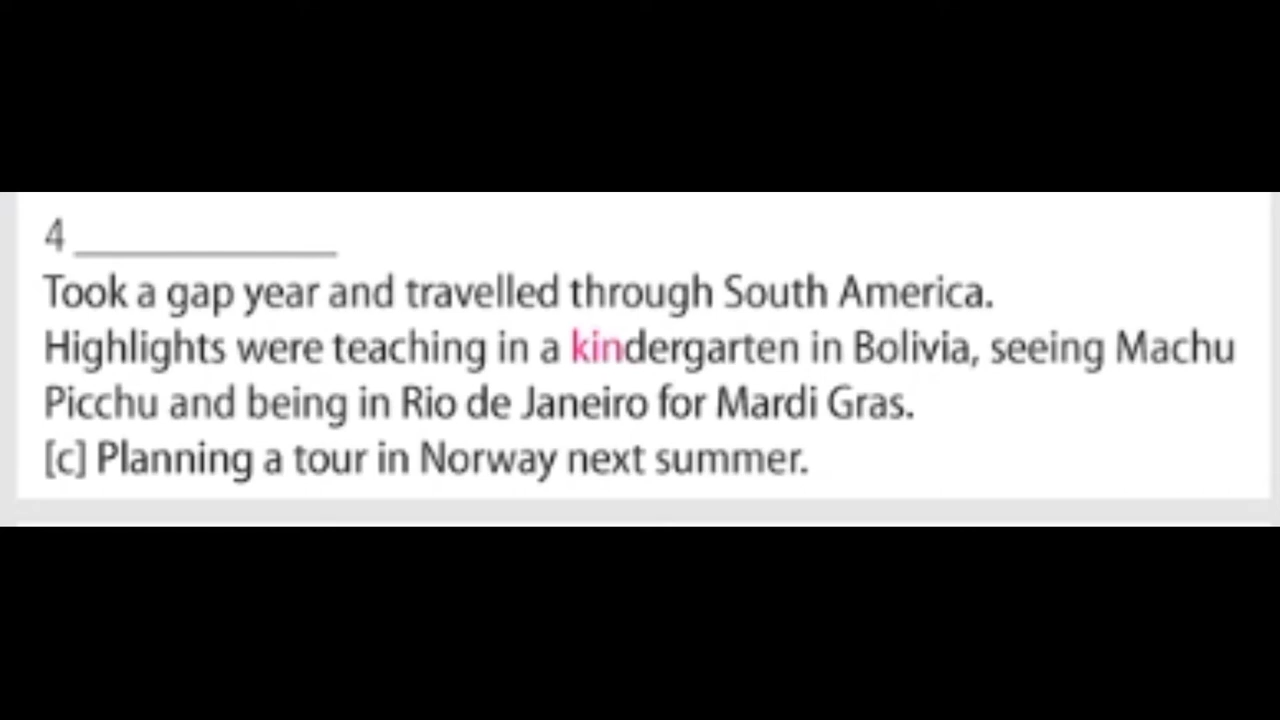 4 ______________
Took a gap year and travelled through South America.
Highlights were teaching in a kindergarten in Bolivia, seeing Machu
Picchu and being in Rio de Janeiro for Mardi Gras.
[c] Planning a tour in Norway next summer.